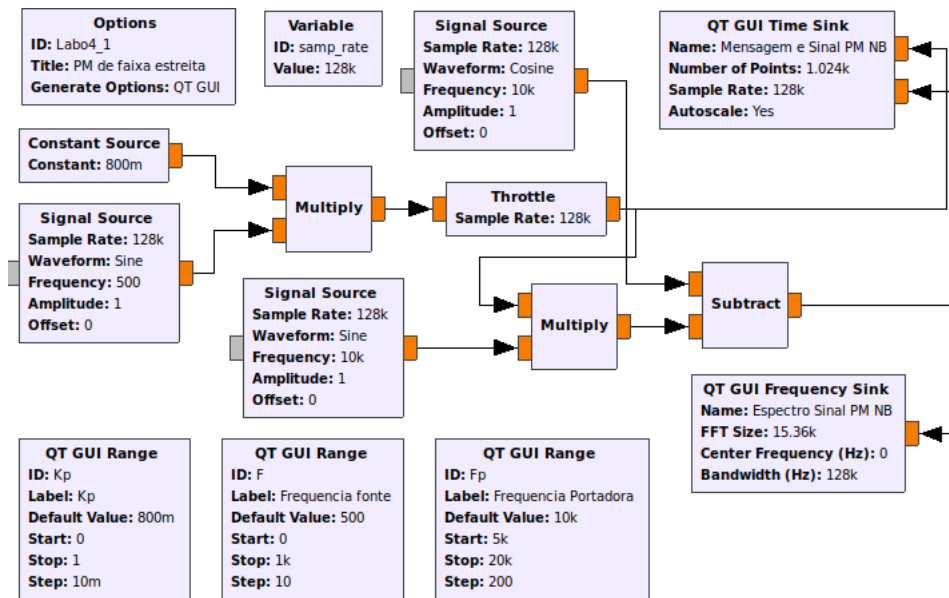 Options
ID: Labo4_1
Title: PM de faixa estreita
Generate Options: QT GUI
Variable
ID: samp_rate
Value: 128k
Signal Source
Sample Rate: 128k
Waveform: Cosine
Frequency: 10k
Amplitude: 1
Offset: 0
QT GUI Time Sink
Name: Mensagem e Sinal PM NB
Number of Points: 1.024k
Sample Rate: 128k
Autoscale: Yes
Constant Source
Constant: 800m
Multiply
Throttle
Sample Rate: 128k
Signal Source
Sample Rate: 128k
Waveform: Sine
Frequency: 500
Amplitude: 1
Offset: 0
Signal Source
Sample Rate: 128k
Waveform: Sine
Frequency: 10k
Amplitude: 1
Offset: 0
Multiply
Subtract
QT GUI Frequency Sink
Name: Espectro Sinal PM NB
FFT Size: 15.36k
Center Frequency (Hz): 0
Bandwidth (Hz): 128k
QT GUI Range
ID: Kp
Label: Kp
Default Value: 800m
Start: 0
Stop: 1
Step: 10m
QT GUI Range
ID: F
Label: Frequencia fonte
Default Value: 500
Start: 0
Stop: 1k
Step: 10
QT GUI Range
ID: Fp
Label: Frequencia Portadora
Default Value: 10k
Start: 5k
Stop: 20k
Step: 200